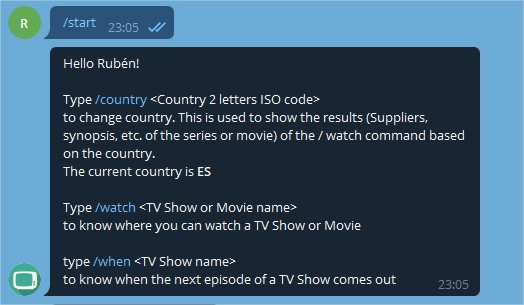 R
/start 23:05
Hello Rubén!
Type /country <Country 2 letters ISO code>
to change country. This is used to show the results (Suppliers,
synopsis, etc. of the series or movie) of the / watch command based
on the country.
The current country is ES
Type /watch <TV Show or Movie name>
to know where you can watch a TV Show or Movie
type /when <TV Show name>
to know when the next episode of a TV Show comes out 23:05